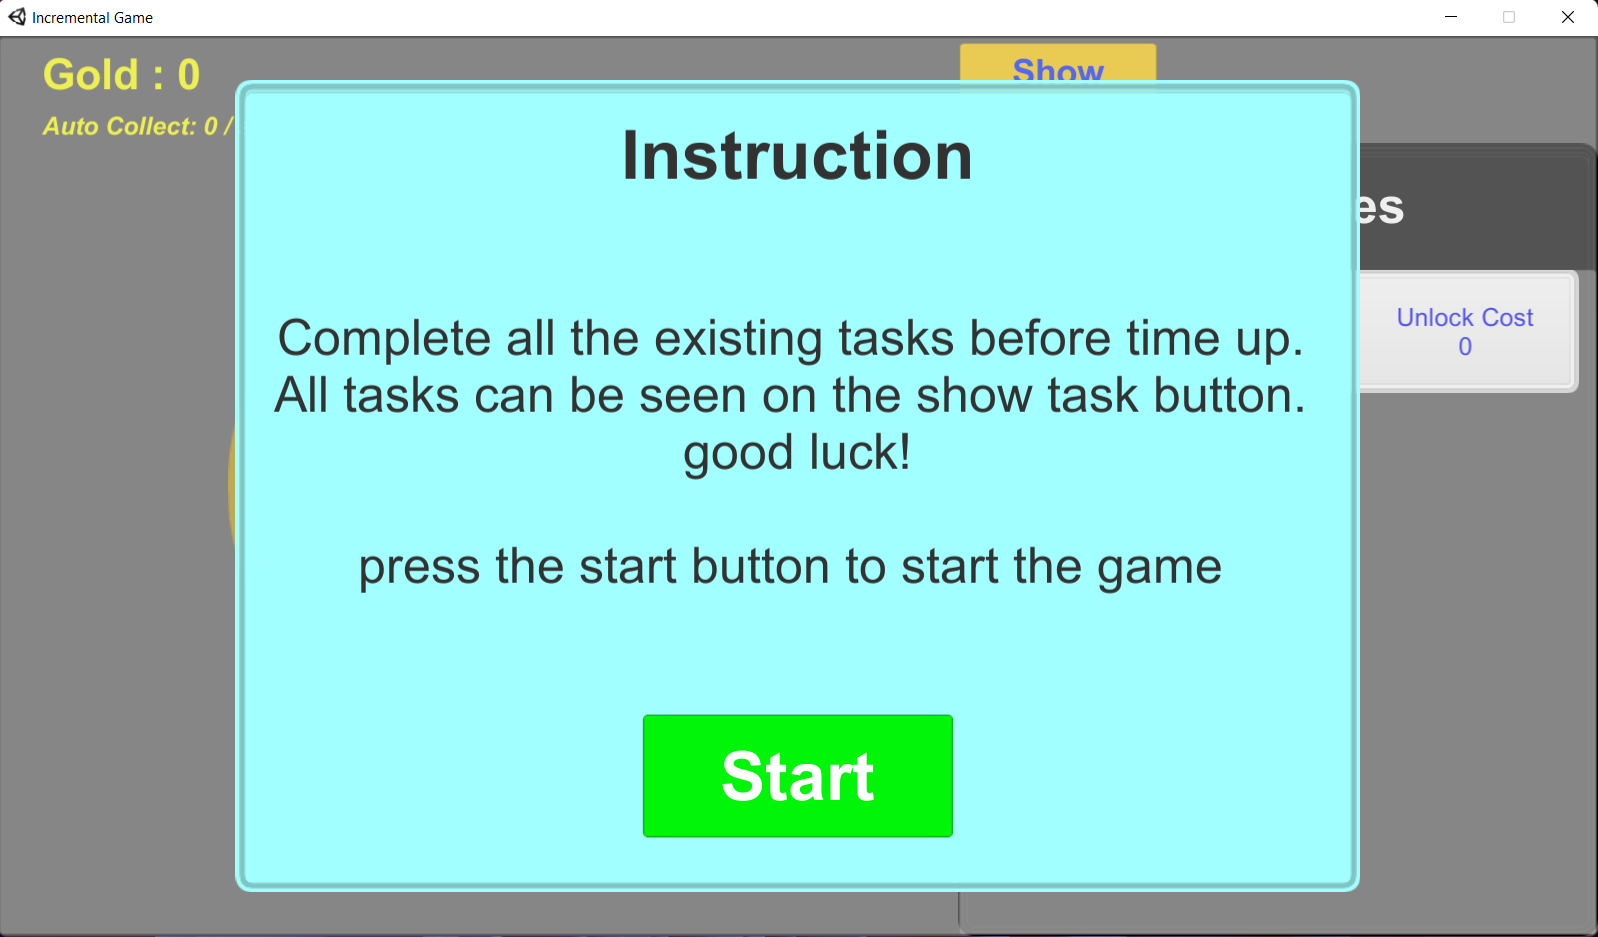 Incremental Game
Gold : 0
Show
Auto Collect: 0 /
Instruction
es
Complete all the existing tasks before time up.
All tasks can be seen on the show task button.
good luck!
press the start button to start the game
Unlock Cost
0
Start